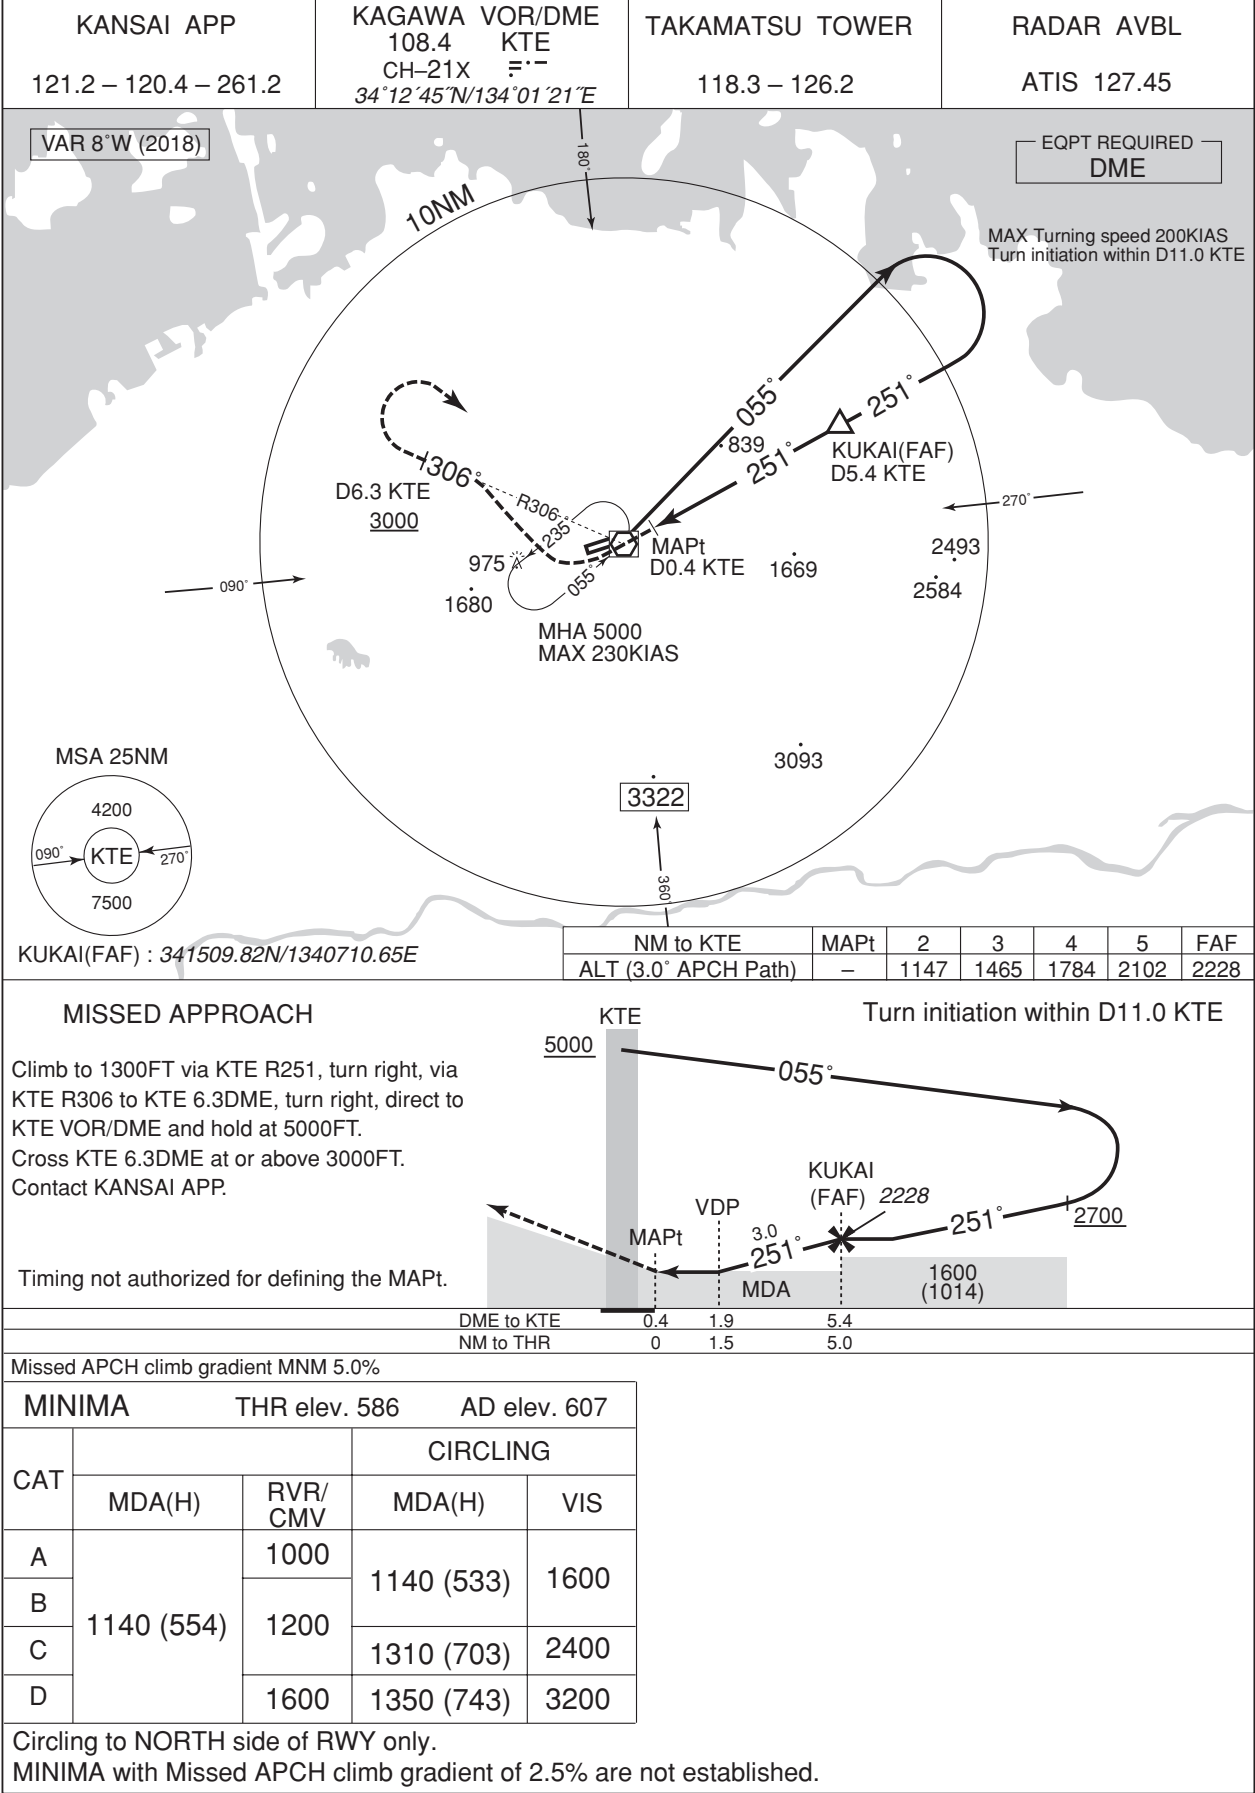 KANSAI APP
121.2 – 120.4 – 261.2
KAGAWA VOR/DME
108.4 KTE
CH–21X
34˚12´45˝N/134˚01´21˝E
TAKAMATSU TOWER
118.3 – 126.2
RADAR AVBL
ATIS 127.45
VAR 8˚W (2018)
EQPT REQUIRED
DME
180˚
10NM
MAX Turning speed 200KIAS
Turn initiation within D11.0 KTE
055˚
251˚
839
251˚
KUKAI(FAF)
D5.4 KTE
306˚
D6.3 KTE
3000
R306
235
270˚
MAPt
D0.4 KTE
975
055˚
1669
2493
2584
090˚
1680
MHA 5000
MAX 230KIAS
MSA 25NM
4200
090˚
KTE
270˚
7500
3093
3322
360˚
KUKAI(FAF) : 341509.82N/1340710.65E
NM to KTE MAPt 2 3 4 5 FAF
ALT (3.0˚ APCH Path) – 1147 1465 1784 2102 2228
MISSED APPROACH
Climb to 1300FT via KTE R251, turn right, via
KTE R306 to KTE 6.3DME, turn right, direct to
KTE VOR/DME and hold at 5000FT.
Cross KTE 6.3DME at or above 3000FT.
Contact KANSAI APP.
Timing not authorized for defining the MAPt.
KTE
Turn initiation within D11.0 KTE
5000
055˚
KUKAI
(FAF) 2228
VDP
251˚
2700
MAPt
3.0
251˚
MDA
1600
(1014)
DME to KTE 0.4 1.9 5.4
NM to THR 0 1.5 5.0
Missed APCH climb gradient MNM 5.0%
MINIMA THR elev. 586 AD elev. 607
CAT
CIRCLING
MDA(H) RVR/CMV MDA(H) VIS
A 1140 (554) 1000 1140 (533) 1600
B 1200
C 1310 (703) 2400
D 1600 1350 (743) 3200
Circling to NORTH side of RWY only.
MINIMA with Missed APCH climb gradient of 2.5% are not established.